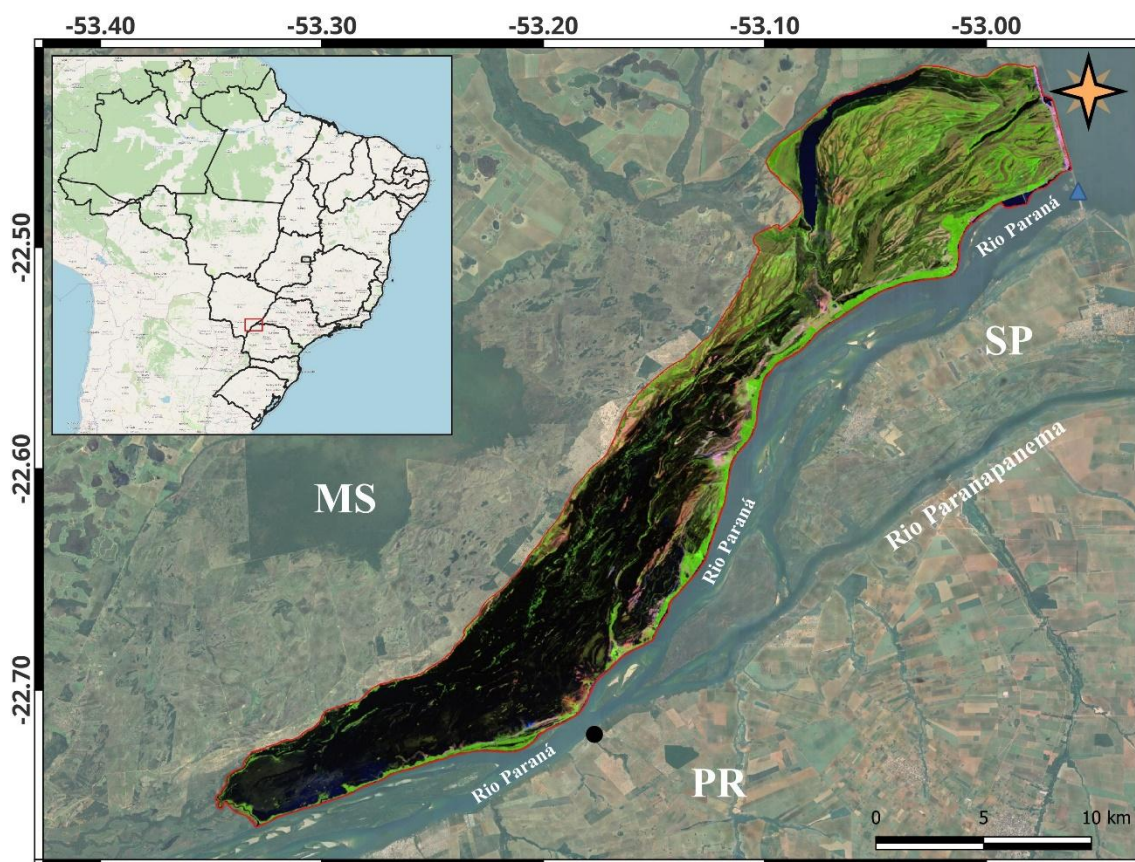 -53.40 -53.30 -53.20 -53.10 -53.00
-22.50
-22.60
-22.70
Rio Paraná
SP
Rio Paranapanema
MS
Rio Paraná
Rio Paraná
PR
0 5 10 km